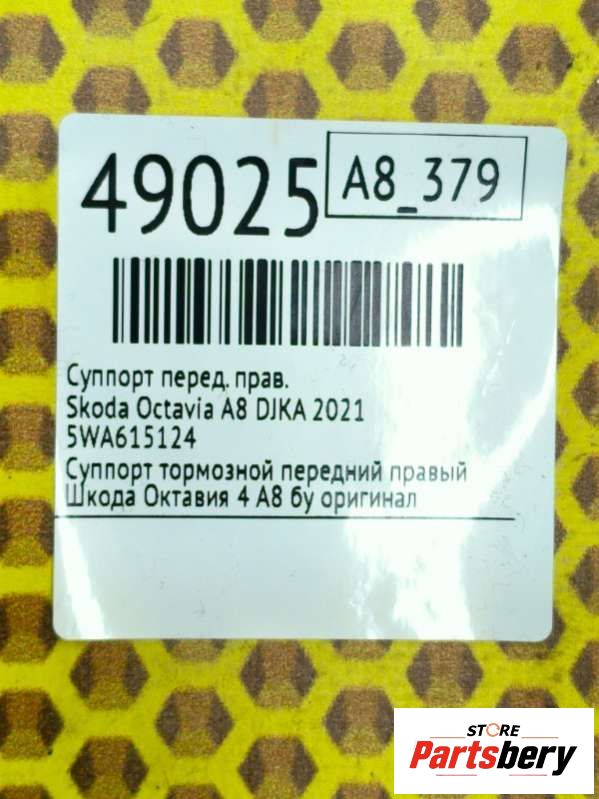 49025
A8_379
Суппорт перед. прав.
Skoda Octavia A8 DJKA 2021
5WA615124
Суппорт тормозной передний правый
Шкода Октавия 4 А8 бу оригинал
STORE
Partsbery